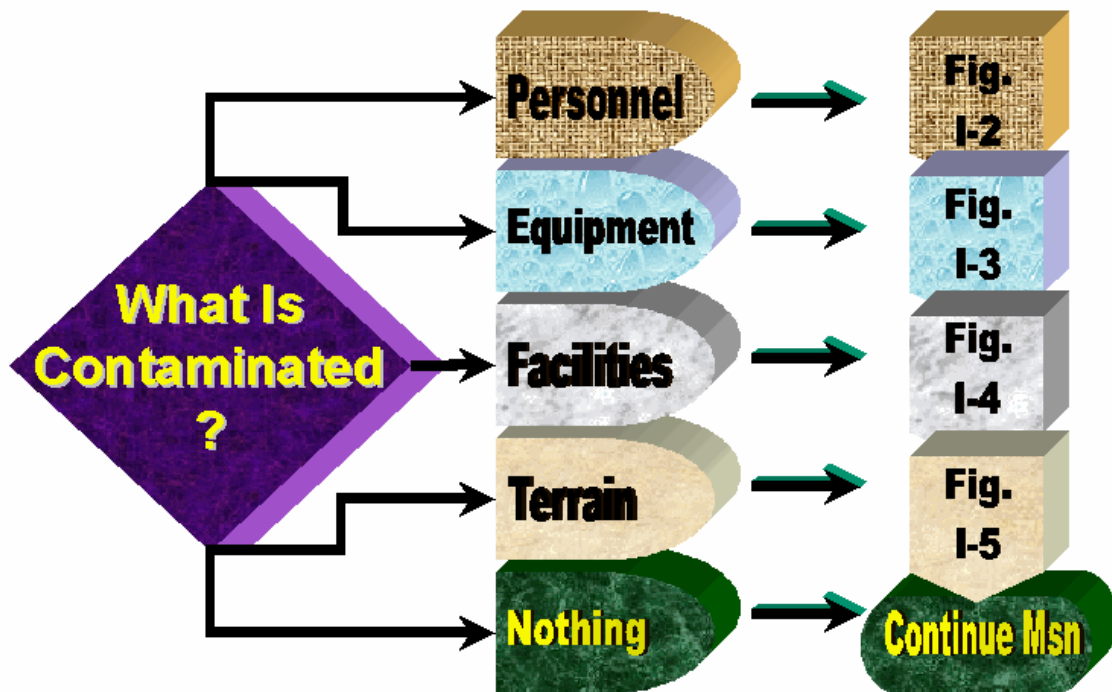 What Is
Contaminated
?
Personnel
Fig.
I-2
Equipment
Fig.
I-3
Facilities
Fig.
I-4
Terrain
Fig.
I-5
Nothing
Continue Msn